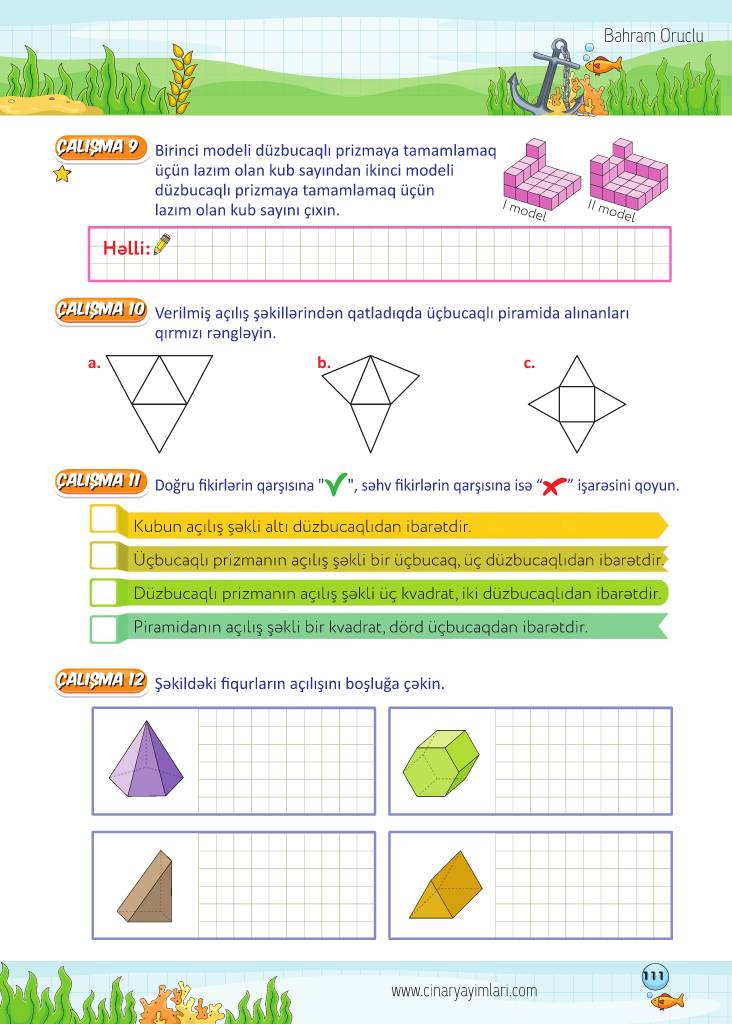 Bahram Oruclu
ÇALIŞMA 9
Birinci modeli düzbucaqlı prizmaya tamamlamaq
üçün lazım olan kub sayından ikinci modeli
düzbucaqlı prizmaya tamamlamaq üçün
lazım olan kub sayını çıxın.
I model
II model
Həlli:
ÇALIŞMA 10
Verilmiş açılış şəkillərindən qatladıqda üçbucaqlı piramida alınanları
qırmızı rəngləyin.
a.
b.
c.
ÇALIŞMA 11
Doğru fikirlərin qarşısına "✓", səhv fikirlərin qarşısına isə “✗” işarəsini qoyun.
Kubun açılış şəkli altı düzbucaqlıdan ibarətdir.
Üçbucaqlı prizmanın açılış şəkli bir üçbucaq, üç düzbucaqlıdan ibarətdir.
Düzbucaqlı prizmanın açılış şəkli üç kvadrat, iki düzbucaqlıdan ibarətdir.
Piramidanın açılış şəkli bir kvadrat, dörd üçbucaqdan ibarətdir.
ÇALIŞMA 12
Şəkildəki fiqurların açılışını boşluğa çəkin.
www.cinaryayimlari.com
111